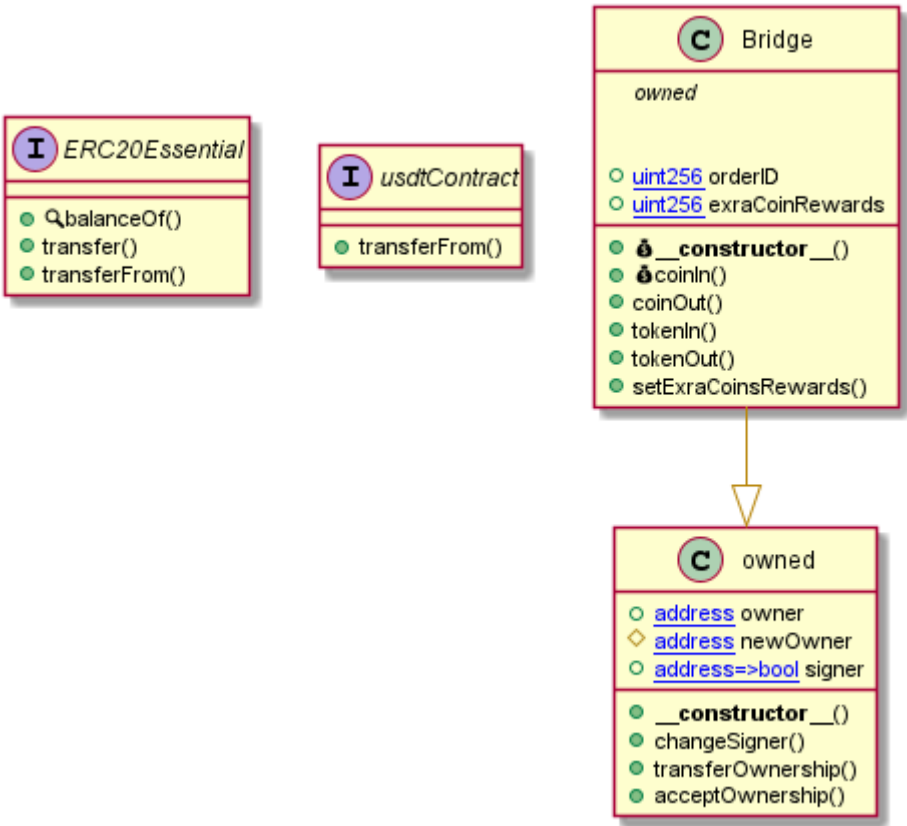 I ERC20Essential
balanceOf()
transfer()
transferFrom()
I usdtContract
transferFrom()
C Bridge
owned
uint256 orderID
uint256 exraCoinRewards
__constructor__()
coinIn()
coinOut()
tokenIn()
tokenOut()
setExraCoinsRewards()
C owned
address owner
address newOwner
address=>bool signer
__constructor__()
changeSigner()
transferOwnership()
acceptOwnership()